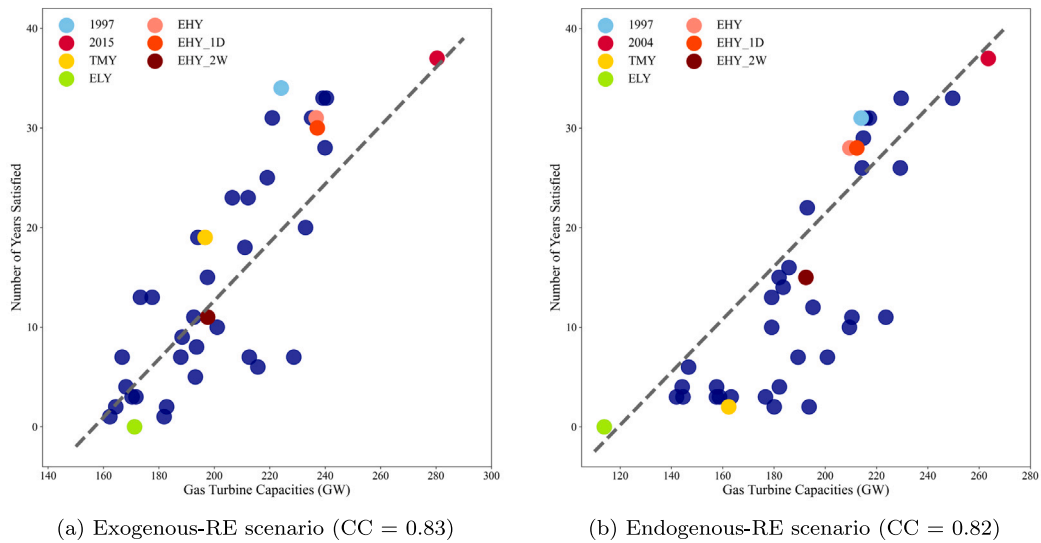 1997
2015
TMY
ELY
EHY
EHY_1D
EHY_2W
40
30
20
10
0
Number of Years Satisfied
140 160 180 200 220 240 260 280 300
Gas Turbine Capacities (GW)
(a) Exogenous-RE scenario (CC = 0.83)
1997
2004
TMY
ELY
EHY
EHY_1D
EHY_2W
40
30
20
10
0
Number of Years Satisfied
120 140 160 180 200 220 240 260 280
Gas Turbine Capacities (GW)
(b) Endogenous-RE scenario (CC = 0.82)